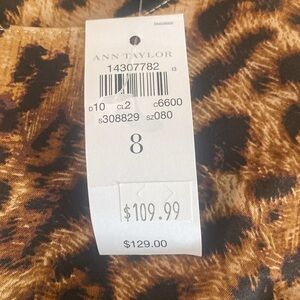 ANN TAYLOR
14307782 G
D10 CL2 C6600
S308829 SZ080
8
$109.99
$129.00